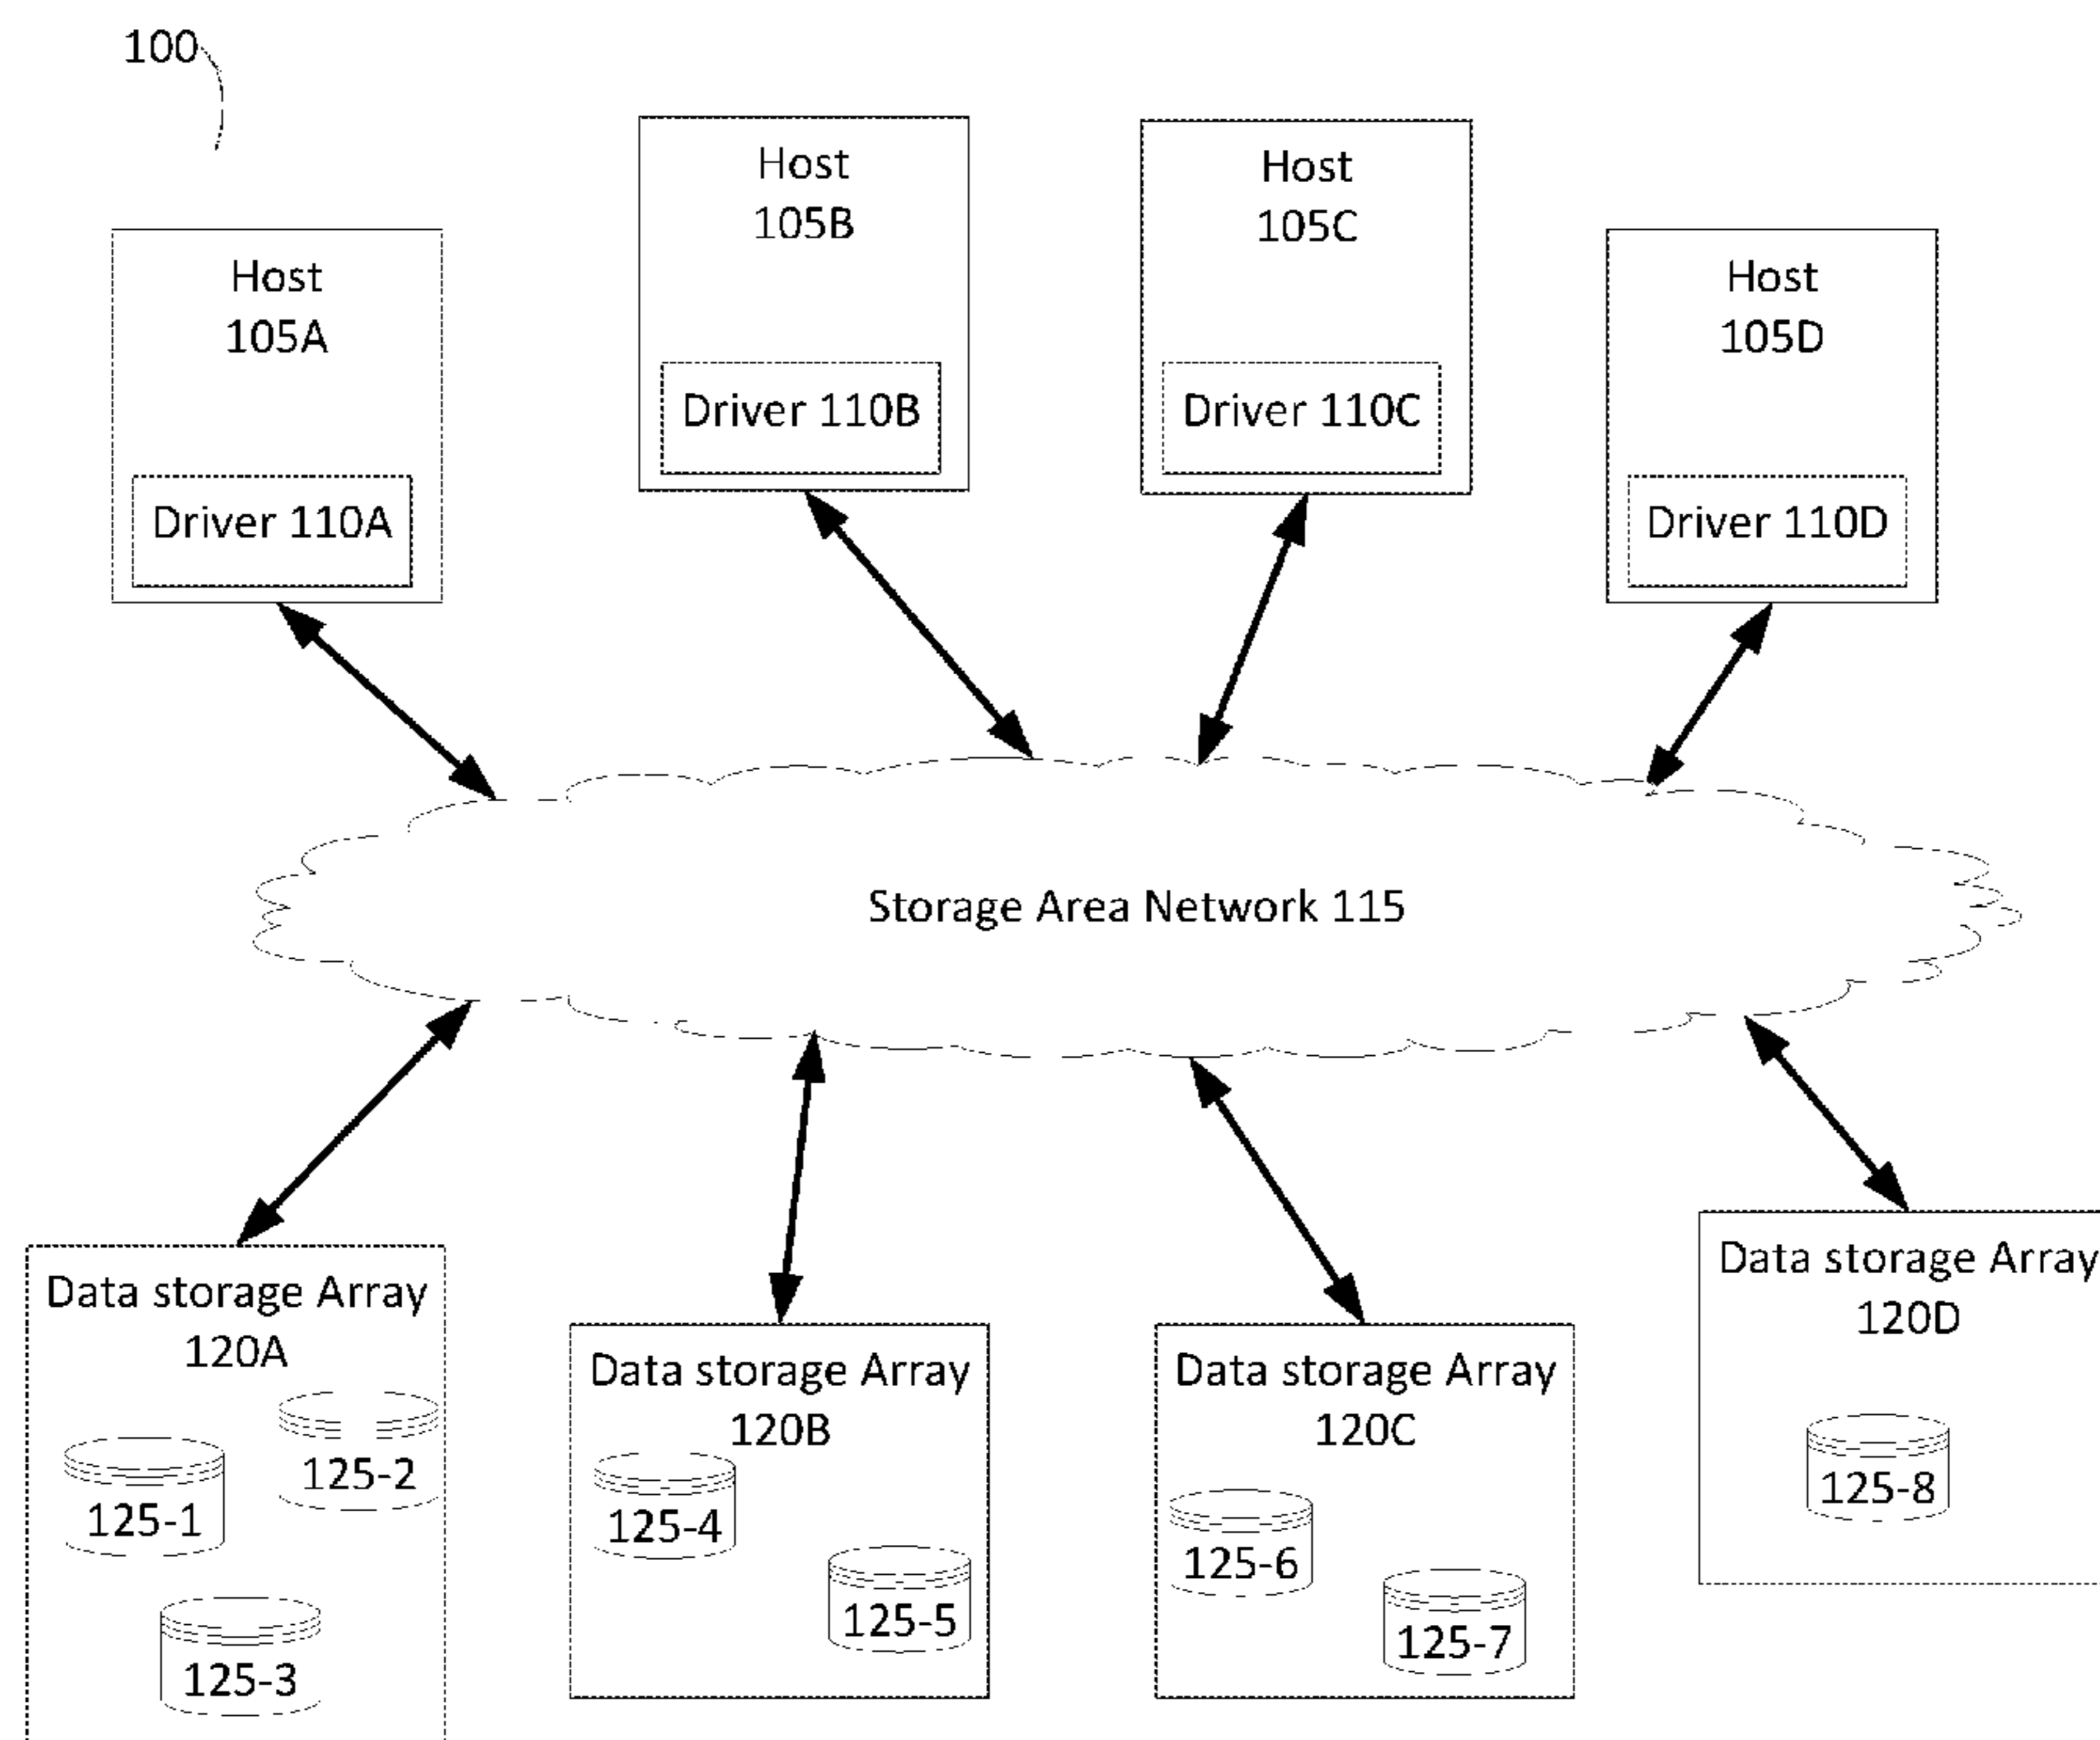 100
Host
105A
Driver 110A
Host
105B
Driver 110B
Host
105C
Driver 110C
Host
105D
Driver 110D
Storage Area Network 115
Data storage Array
120A
125-1
125-2
125-3
Data storage Array
120B
125-4
125-5
Data storage Array
120C
125-6
125-7
Data storage Array
120D
125-8